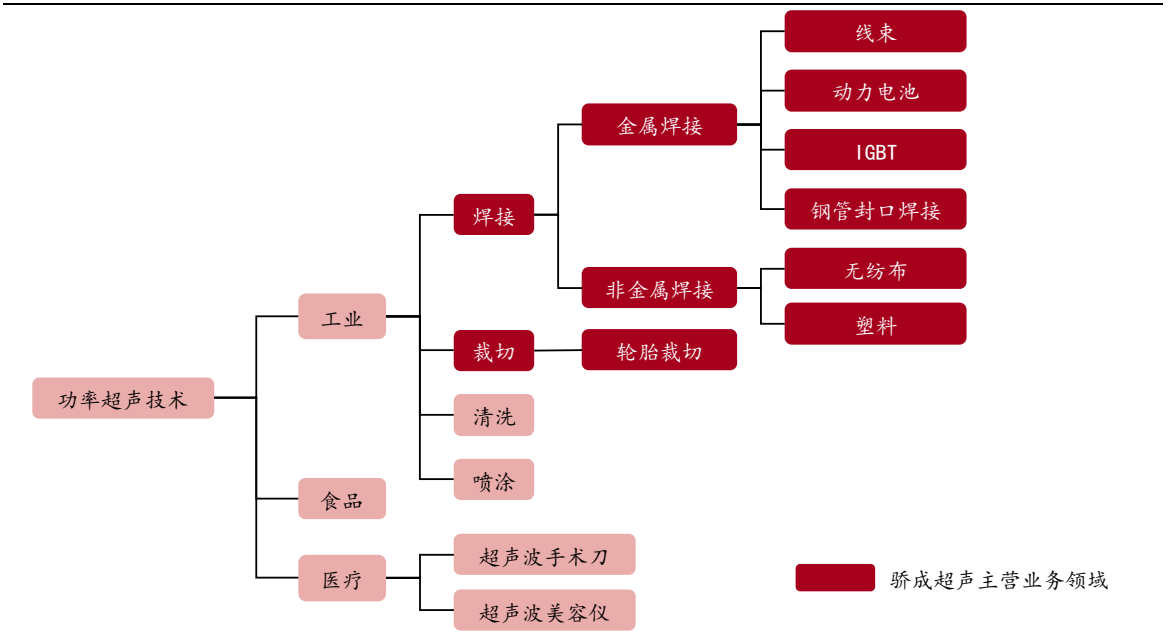 线束
动力电池
金属焊接
IGBT
焊接
钢管封口焊接
无纺布
非金属焊接
工业
塑料
裁切
轮胎裁切
功率超声技术
清洗
喷涂
食品
超声波手术刀
医疗
骄成超声主营业务领域
超声波美容仪